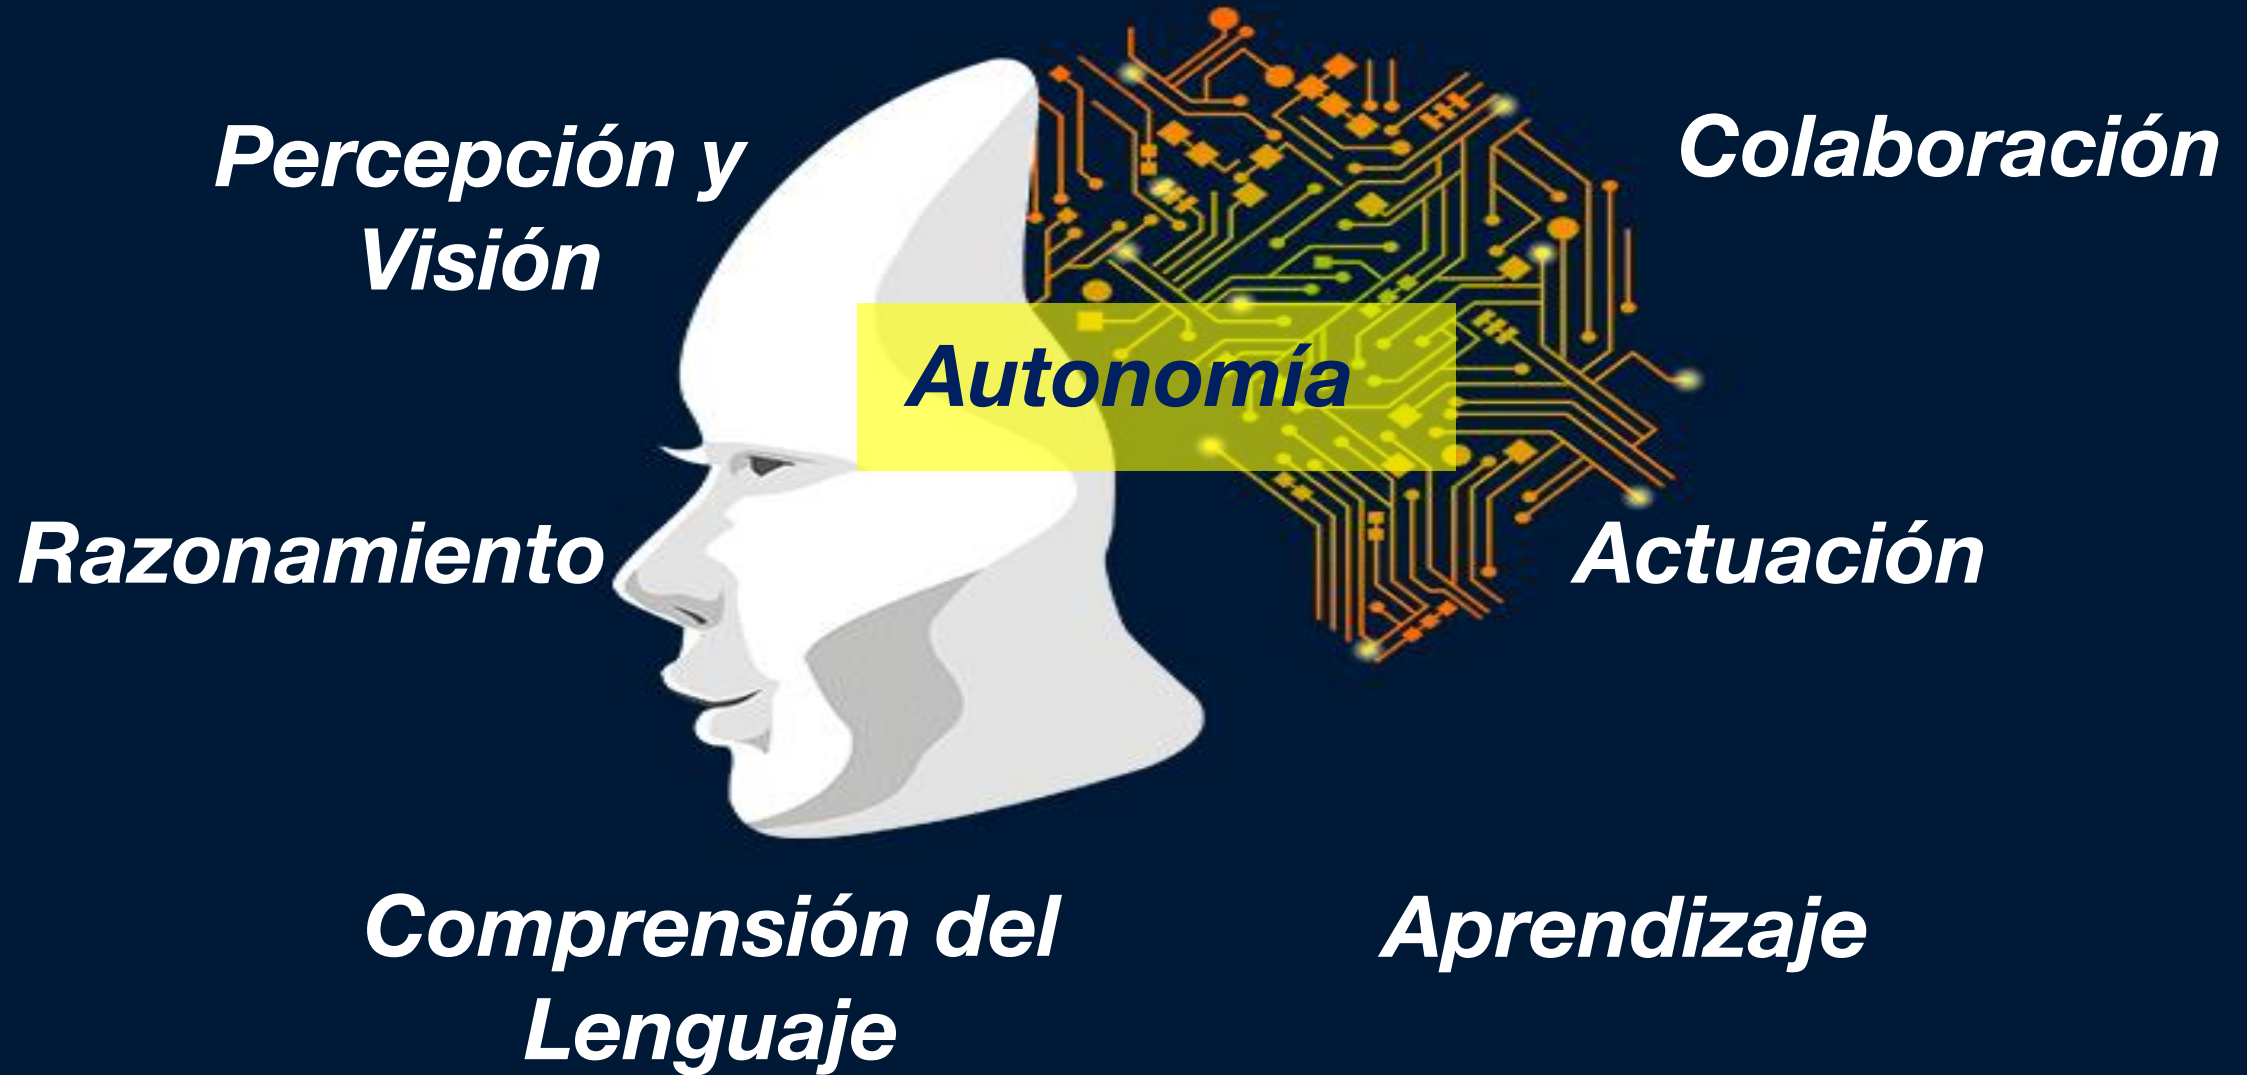 Percepción y
Visión
Colaboración
Autonomía
Razonamiento
Actuación
Comprensión del
Lenguaje
Aprendizaje